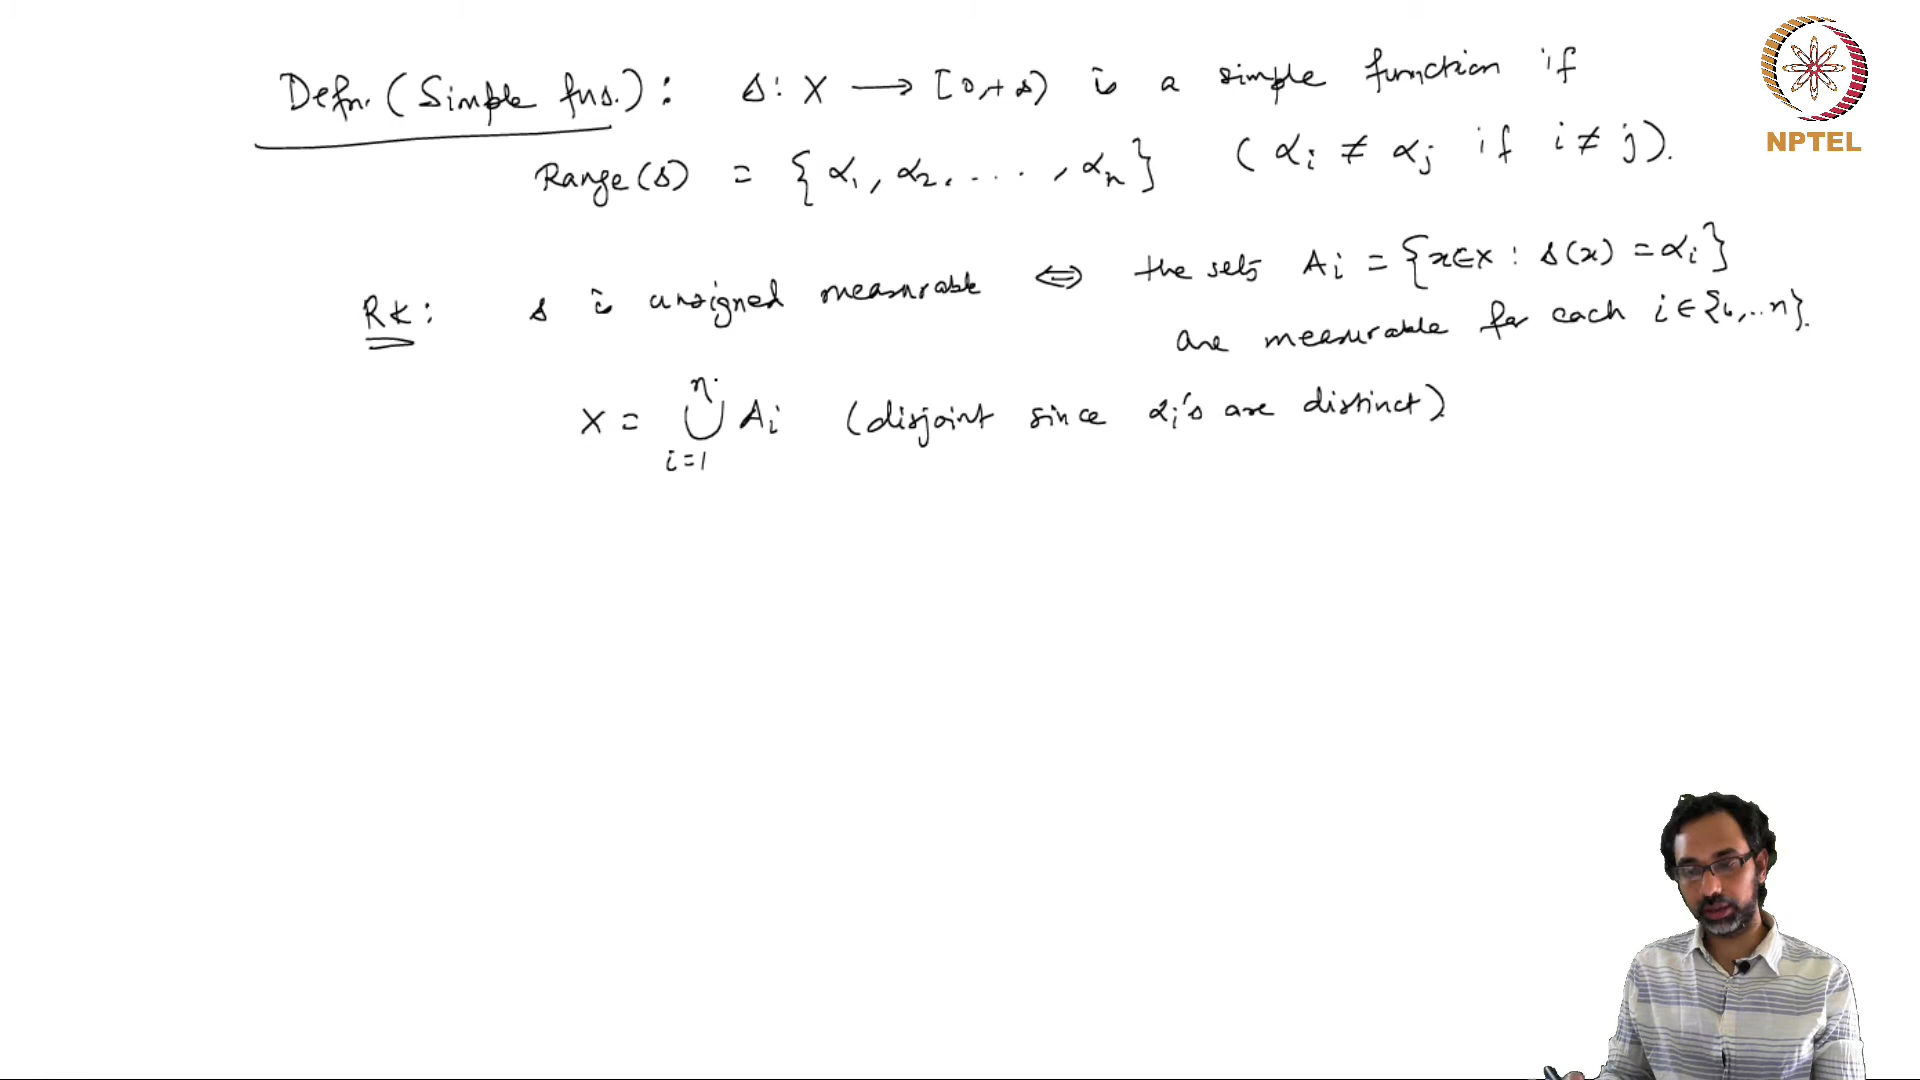 Defn. (Simple fns.) : s : X ⟶ [0, +∞) is a simple function if
Range(s) = {α₁, α₂, . . . . , αₙ} (αᵢ ≠ αⱼ if i ≠ j).
Rk : s is unsigned measurable ⇔ the sets Aᵢ = {x∈X : s(x) = αᵢ}
are measurable for each i ∈ {1,..n}.
X = ⋃ᵢ₌₁ⁿ Aᵢ (disjoint since αᵢ's are distinct)
NPTEL